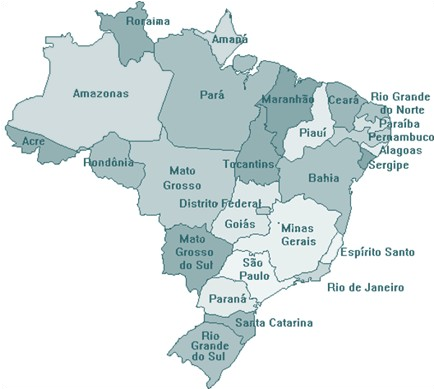 Roraima
Amapá
Amazonas
Pará
Maranhão
Ceará
Rio Grande
do Norte
Paraíba
Pernambuco
Alagoas
Sergipe
Piauí
Acre
Rondônia
Mato
Grosso
Tocantins
Bahia
Distrito Federal
Goiás
Minas
Gerais
Mato
Grosso
do Sul
São
Paulo
Espírito Santo
Rio de Janeiro
Paraná
Santa Catarina
Rio
Grande
do Sul